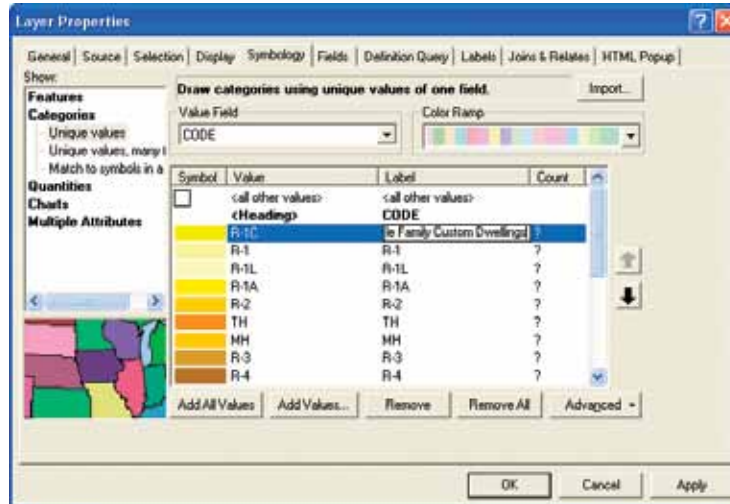 Layer Properties
General Source Selection Display Symbology Fields Definition Query Labels Joins & Relates HTML Popup
Show:
Features
Categories
Unique values
Unique values, many f
Match to symbols in a
Quantities
Charts
Multiple Attributes
Draw categories using unique values of one field.
Import...
Value Field
CODE
Color Ramp
Symbol Value Label Count
<all other values> <all other values>
<Heading> CODE
R-1C le Family Custom Dwellings ?
R-1 R-1 ?
R-1L R-1L ?
R-1A R-1A ?
R-2 R-2 ?
TH TH ?
MH MH ?
R-3 R-3 ?
R-4 R-4 ?
Add All Values Add Values... Remove Remove All Advanced
OK Cancel Apply